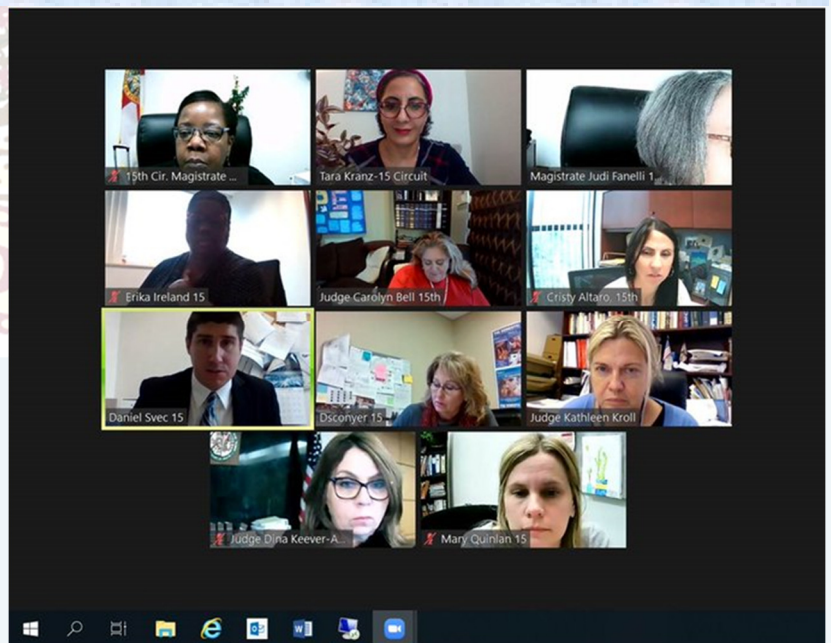 15th Cir. Magistrate ...
Tara Kranz-15 Circuit
Magistrate Judi Fanelli 1
Erika Ireland 15
Judge Carolyn Bell 15th
Cristy Altaro, 15th
Daniel Svec 15
Dsconyer 15
Judge Kathleen Kroll
Judge Dina Keever-A...
Mary Quinlan 15